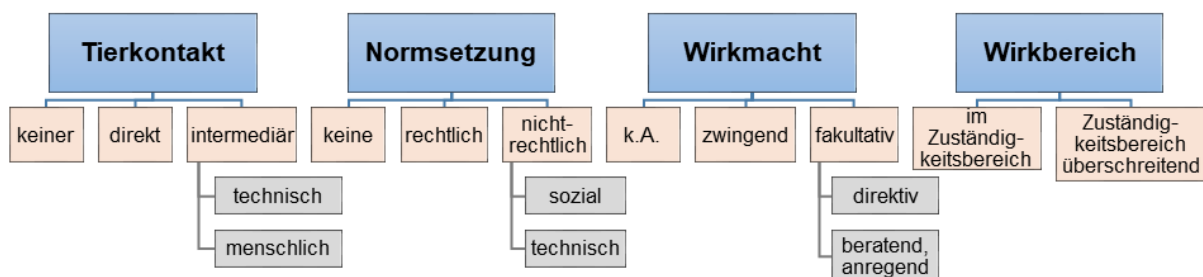 Tierkontakt
Normsetzung
Wirkmacht
Wirkbereich
keiner
direkt
intermediär
technisch
menschlich
keine
rechtlich
nicht-
rechtlich
sozial
technisch
k.A.
zwingend
fakultativ
direktiv
beratend,
anregend
im
Zuständig-
keitsbereich
Zuständig-
keitsbereich
überschreitend